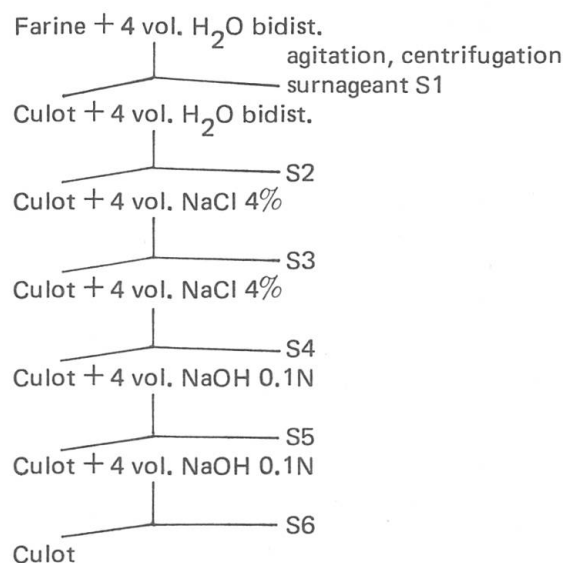 Farine + 4 vol. H2O bidist.
agitation, centrifugation
surnageant S1
Culot + 4 vol. H2O bidist.
S2
Culot + 4 vol. NaCl 4%
S3
Culot + 4 vol. NaCl 4%
S4
Culot + 4 vol. NaOH 0.1N
S5
Culot + 4 vol. NaOH 0.1N
S6
Culot